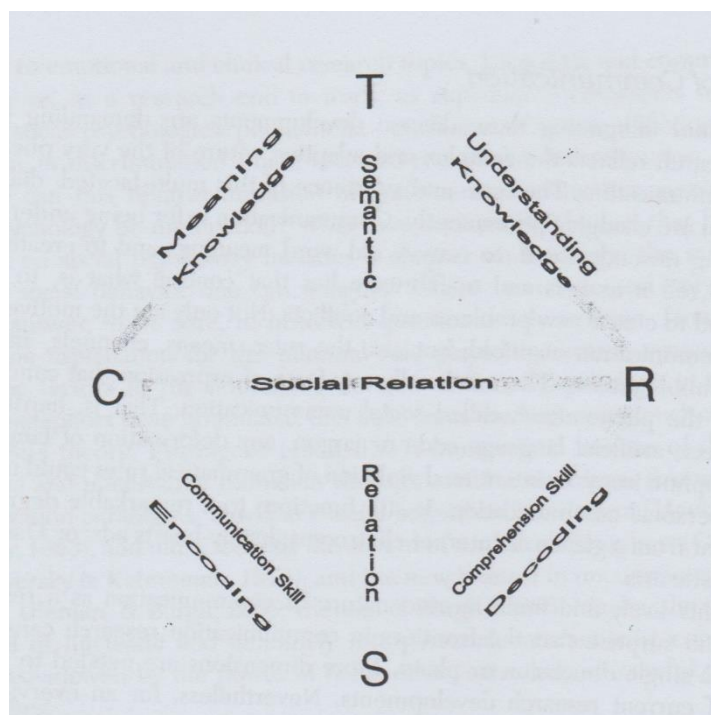 T
Meaning
Knowledge
Semantic
Understanding
Knowledge
C
Social Relation
R
Communication Skill
Encoding
Relation
Comprehension Skill
Decoding
S